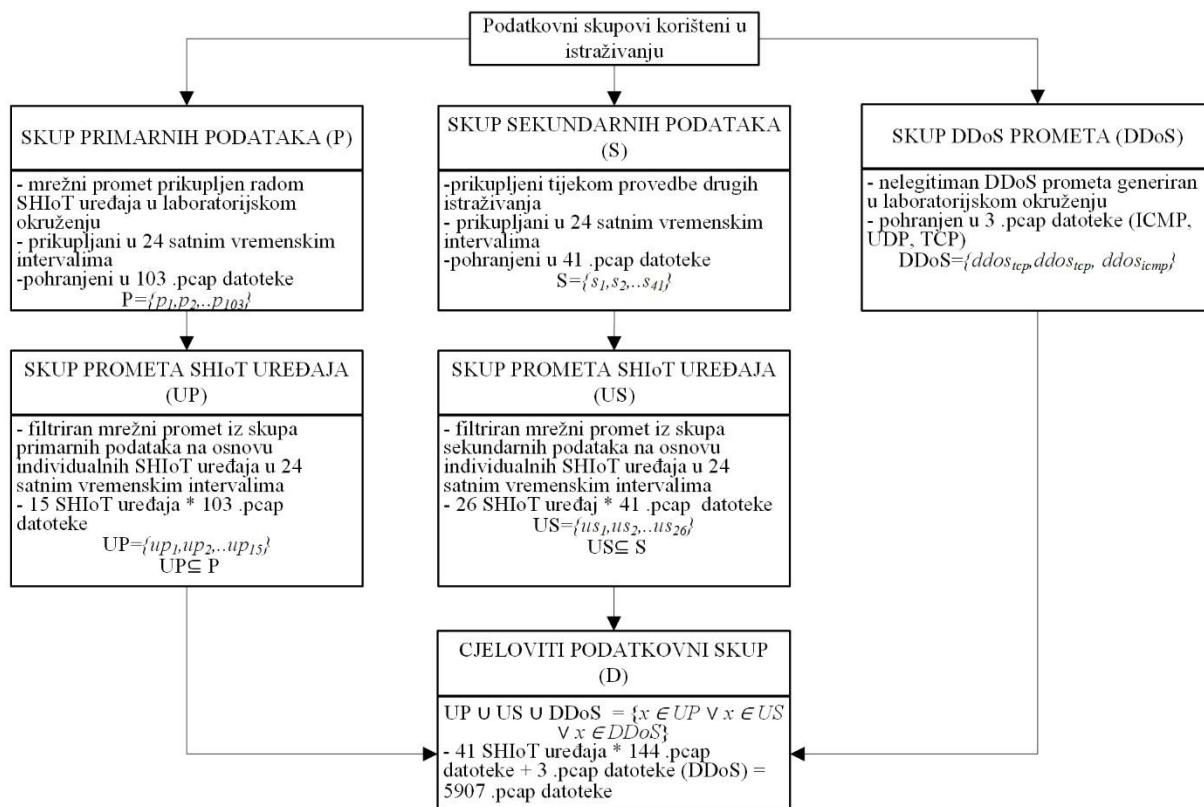 Podatkovni skupovi korišteni u
istraživanju
SKUP PRIMARNIH PODATAKA (P)
- mrežni promet prikupljen radom
SHIoT uređaja u laboratorijskom
okruženju
- prikupljani u 24 satnim vremenskim
intervalima
-pohranjeni u 103 .pcap datoteke
P={p1,p2,..p103}
SKUP SEKUNDARNIH PODATAKA
(S)
-prikupljeni tijekom provedbe drugih
istraživanja
- prikupljani u 24 satnim vremenskim
intervalima
-pohranjeni u 41 .pcap datoteke
S={s1,s2,..s41}
SKUP DDoS PROMETA (DDoS)
- nelegitiman DDoS prometa generiran
u laboratorijskom okruženju
- pohranjen u 3 .pcap datoteke (ICMP,
UDP, TCP)
DDoS={ddostcp,ddostcp, ddosicmp}
SKUP PROMETA SHIoT UREĐAJA
(UP)
- filtriran mrežni promet iz skupa
primarnih podataka na osnovu
individualnih SHIoT uređaja u 24
satnim vremenskim intervalima
- 15 SHIoT uređaja * 103 .pcap
datoteke
UP={up1,up2,..up15}
UP⊆ P
SKUP PROMETA SHIoT UREĐAJA
(US)
- filtriran mrežni promet iz skupa
sekundarnih podataka na osnovu
individualnih SHIoT uređaja u 24
satnim vremenskim intervalima
- 26 SHIoT uređaj * 41 .pcap datoteke
US={us1,us2,..us26}
US⊆ S
CJELOVITI PODATKOVNI SKUP
(D)
UP ∪ US ∪ DDoS = {x ∈ UP ∨ x ∈ US
∨ x ∈ DDoS}
- 41 SHIoT uređaja * 144 .pcap
datoteke + 3 .pcap datoteke (DDoS) =
5907 .pcap datoteke